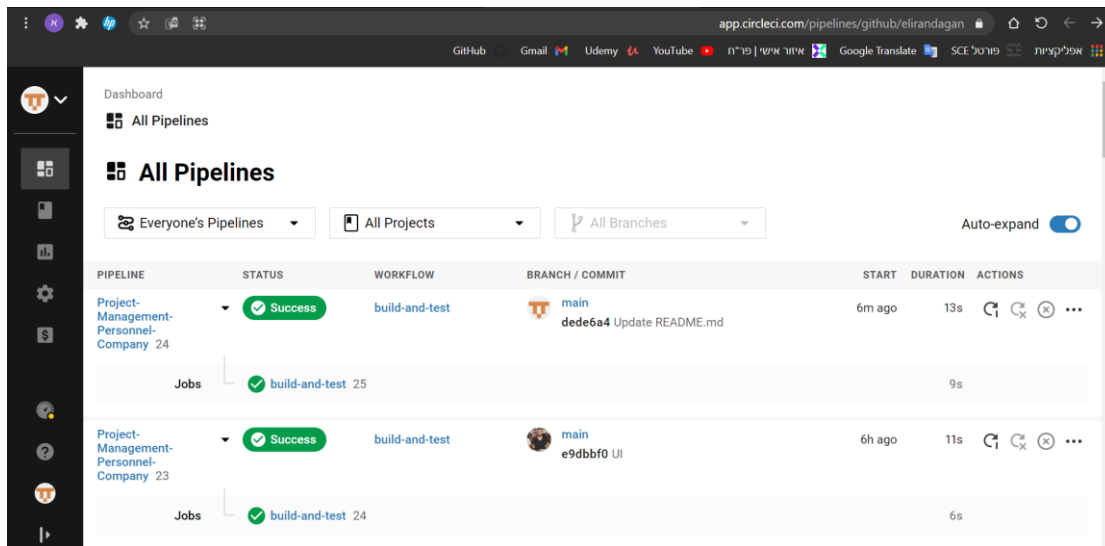 א
hp
app.circleci.com/pipelines/github/elirandagan
GitHub Gmail Udemy YouTube איזור אישי | פר״ח Google Translate פורטל SCE אפליקציות
Dashboard
All Pipelines
All Pipelines
Everyone's Pipelines All Projects All Branches Auto-expand
PIPELINE STATUS WORKFLOW BRANCH / COMMIT START DURATION ACTIONS
Project-
Management-
Personnel-
Company 24
Success build-and-test main 6m ago 13s
dede6a4 Update README.md
Jobs build-and-test 25 9s
Project-
Management-
Personnel-
Company 23
Success build-and-test main 6h ago 11s
e9dbbf0 UI
Jobs build-and-test 24 6s